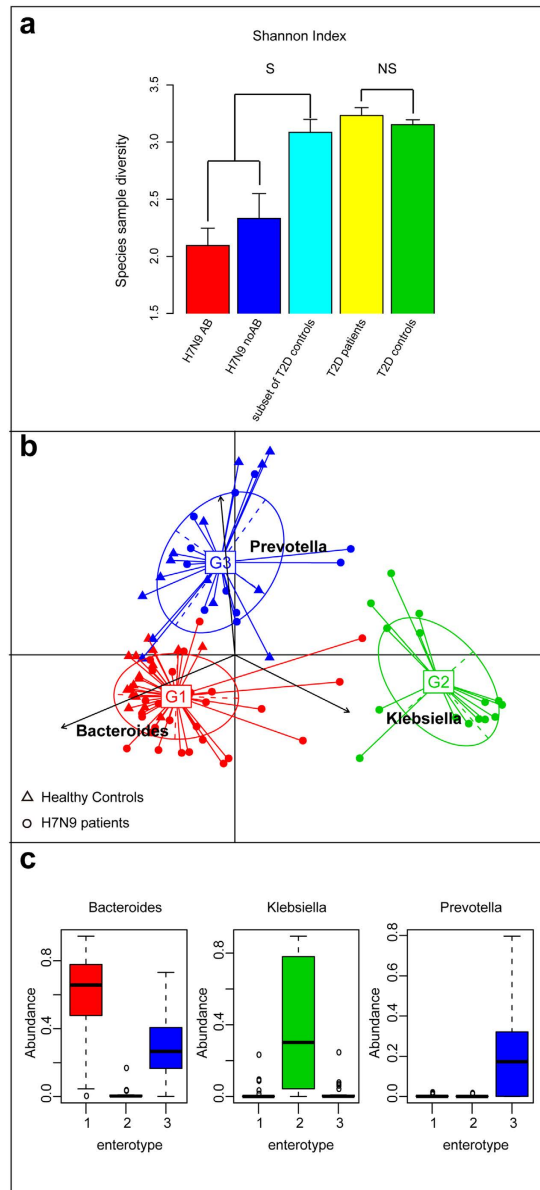 a
Shannon Index
S
NS
Species sample diversity
3.5
3.0
2.5
2.0
1.5
H7N9 AB
H7N9 noAB
subset of T2D controls
T2D patients
T2D controls
b
Prevotella
G3
G2
G1
Klebsiella
Bacteroides
Healthy Controls
H7N9 patients
c
Bacteroides
Klebsiella
Prevotella
Abundance
0.8
0.4
0.0
1 2 3
enterotype
Abundance
0.8
0.4
0.0
1 2 3
enterotype
Abundance
0.8
0.4
0.2
0.0
1 2 3
enterotype